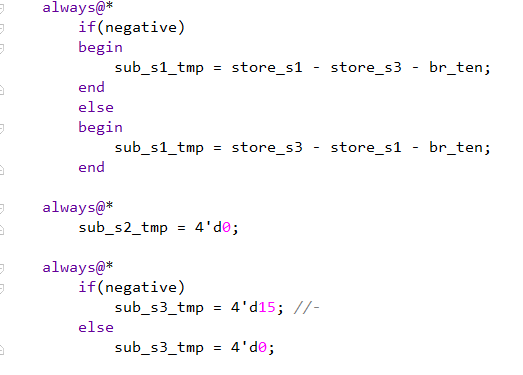 always@*
    if(negative)
    begin
        sub_s1_tmp = store_s1 - store_s3 - br_ten;
    end
    else
    begin
        sub_s1_tmp = store_s3 - store_s1 - br_ten;
    end

always@*
    sub_s2_tmp = 4'd0;

always@*
    if(negative)
        sub_s3_tmp = 4'd15; //-
    else
        sub_s3_tmp = 4'd0;